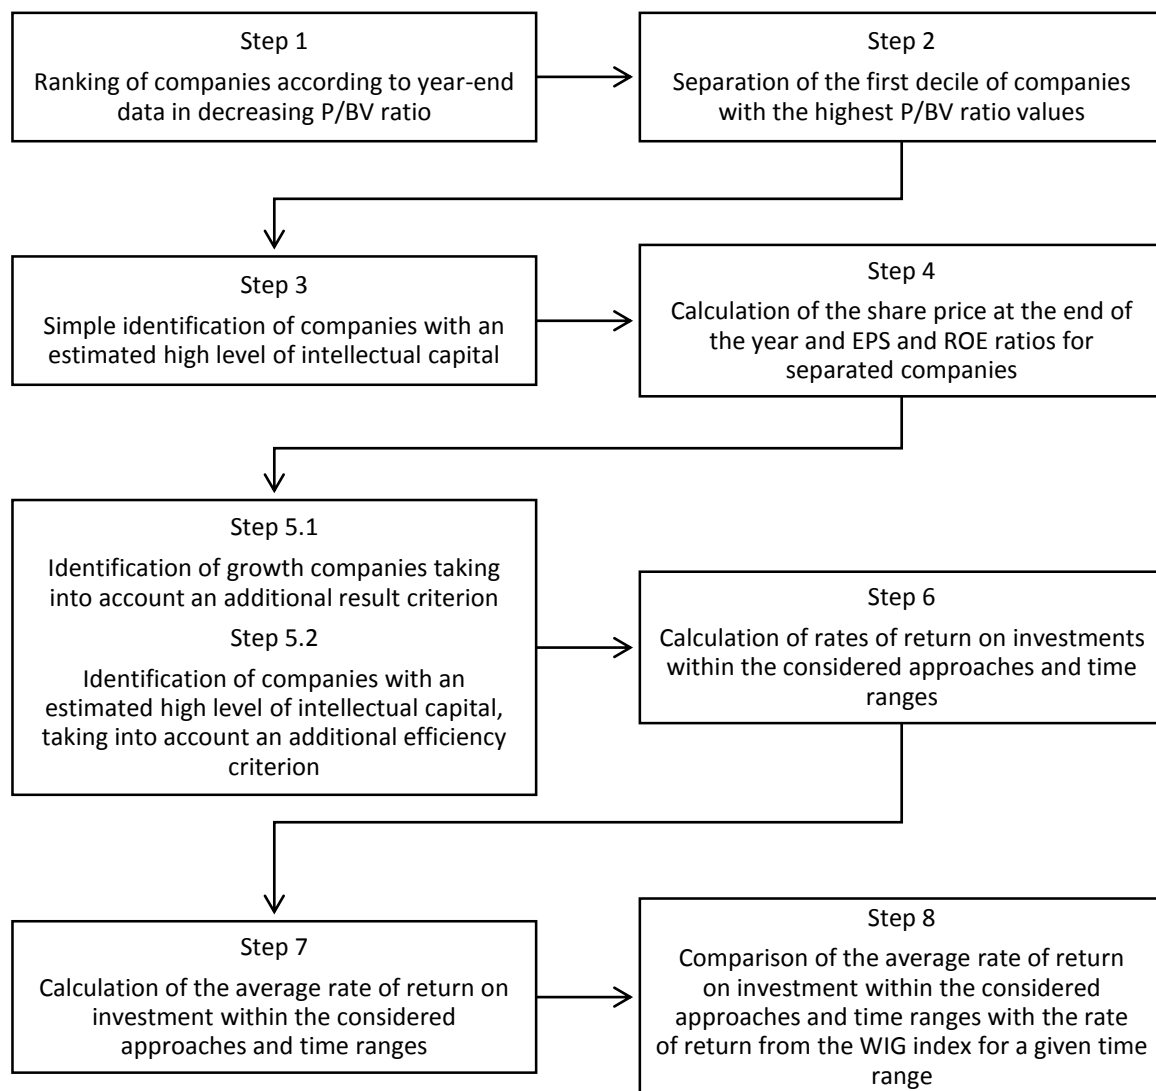 Step 1
Ranking of companies according to year-end
data in decreasing P/BV ratio
Step 2
Separation of the first decile of companies
with the highest P/BV ratio values
Step 3
Simple identification of companies with an
estimated high level of intellectual capital
Step 4
Calculation of the share price at the end of
the year and EPS and ROE ratios for
separated companies
Step 5.1
Identification of growth companies taking
into account an additional result criterion
Step 5.2
Identification of companies with an
estimated high level of intellectual capital,
taking into account an additional efficiency
criterion
Step 6
Calculation of rates of return on investments
within the considered approaches and time
ranges
Step 7
Calculation of the average rate of return on
investment within the considered
approaches and time ranges
Step 8
Comparison of the average rate of return
on investment within the considered
approaches and time ranges with the rate
of return from the WIG index for a given time
range